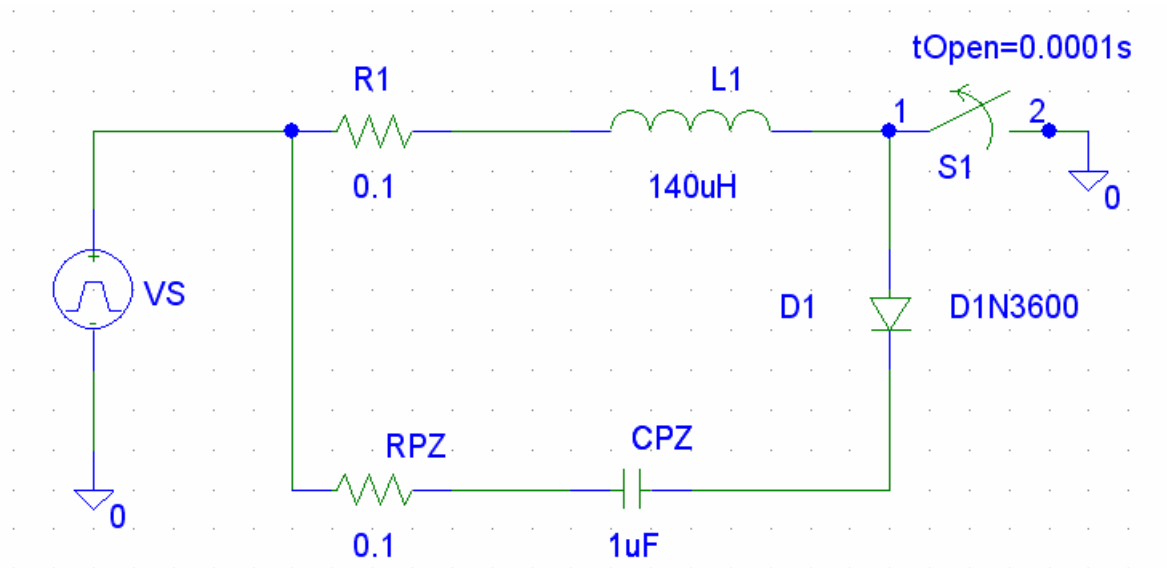 tOpen=0.0001s
R1
L1
1
2
S1
0.1
140uH
0
+
VS
-
D1
D1N3600
RPZ
CPZ
0
0.1
1uF